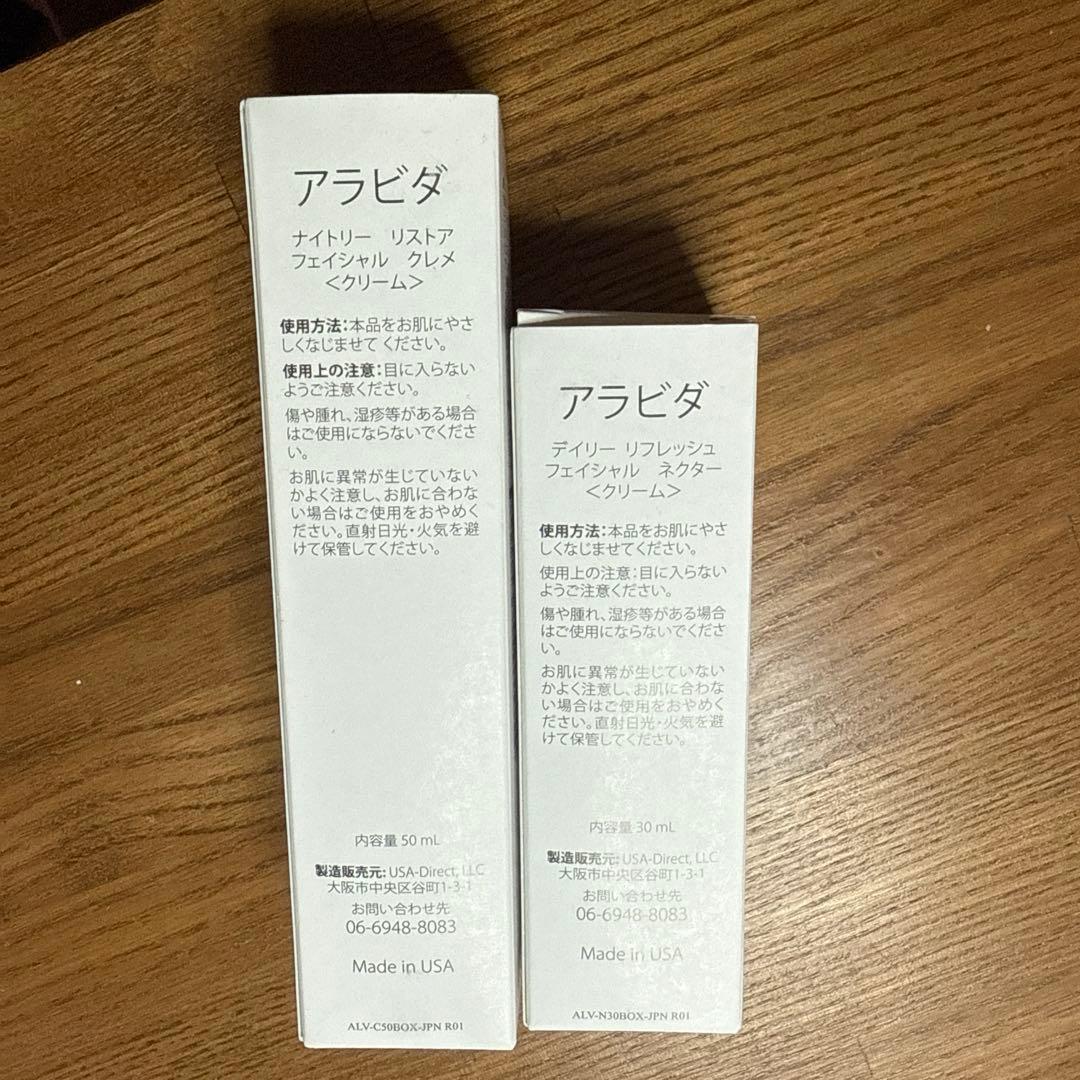 アラビダ
ナイトリー　リストア
フェイシャル　クレメ
＜クリーム＞
使用方法：本品をお肌にやさ
しくなじませて ください。
使用上の注意：目に入らない
ようご注意ください。
傷や腫れ、湿疹等がある場合
はご使用にならないでくださ
い。
お肌に異常が生じていない
かよく注意し、お肌に合わな
い場合はご使用をおやめく
ださい。直射日光・火気を避
けて保管してください。
内容量 50 mL
製造販売元: USA-Direct, LLC
大阪市中央区谷町1-3-1
お問い合わせ先
06-6948-8083
Made in USA
ALV-C50BOX-JPN R01
アラビダ
デイリー リフレッシュ
フェイシャル　ネクター
＜クリーム＞
使用方法：本品をお肌にやさ
しくなじませてください。
使用上の注意：目に入らない
ようご注意ください。
傷や腫れ、湿疹等がある場合
はご使用にならないでくださ
い。
お肌に異常が生じていない
かよく注意し、お肌に合わな
い場合はご使用をおやめく
ださい。直射日光・火気を避
けて保管してください。
内容量 30 mL
製造販売元: USA-Direct, LLC
大阪市中央区谷町1-3-1
お問い合わせ先
06-6948-8083
Made in USA
ALV-N30BOX-JPN R01